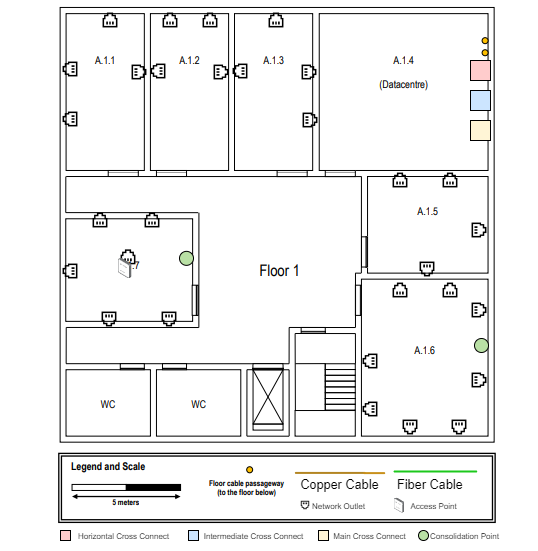 A.1.1
A.1.2
A.1.3
A.1.4
(Datacentre)
A.1.5
.7
Floor 1
A.1.6
WC
WC
Legend and Scale
5 meters
Floor cable passageway
(to the floor below)
Copper Cable
Fiber Cable
Network Outlet
Access Point
Horizontal Cross Connect
Intermediate Cross Connect
Main Cross Connect
Consolidation Point